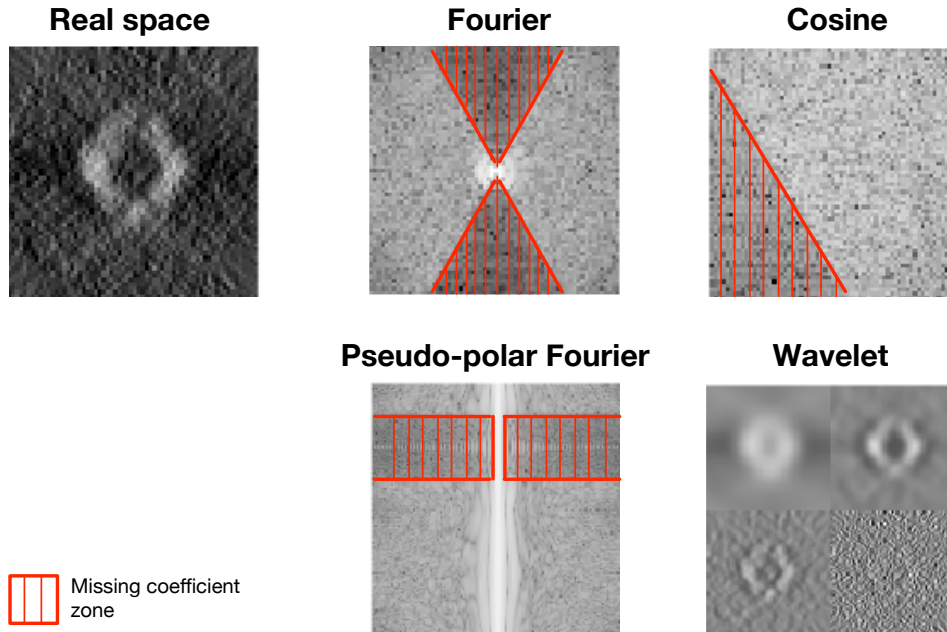 Real space
Fourier
Cosine
Pseudo-polar Fourier
Wavelet
Missing coefficient
zone